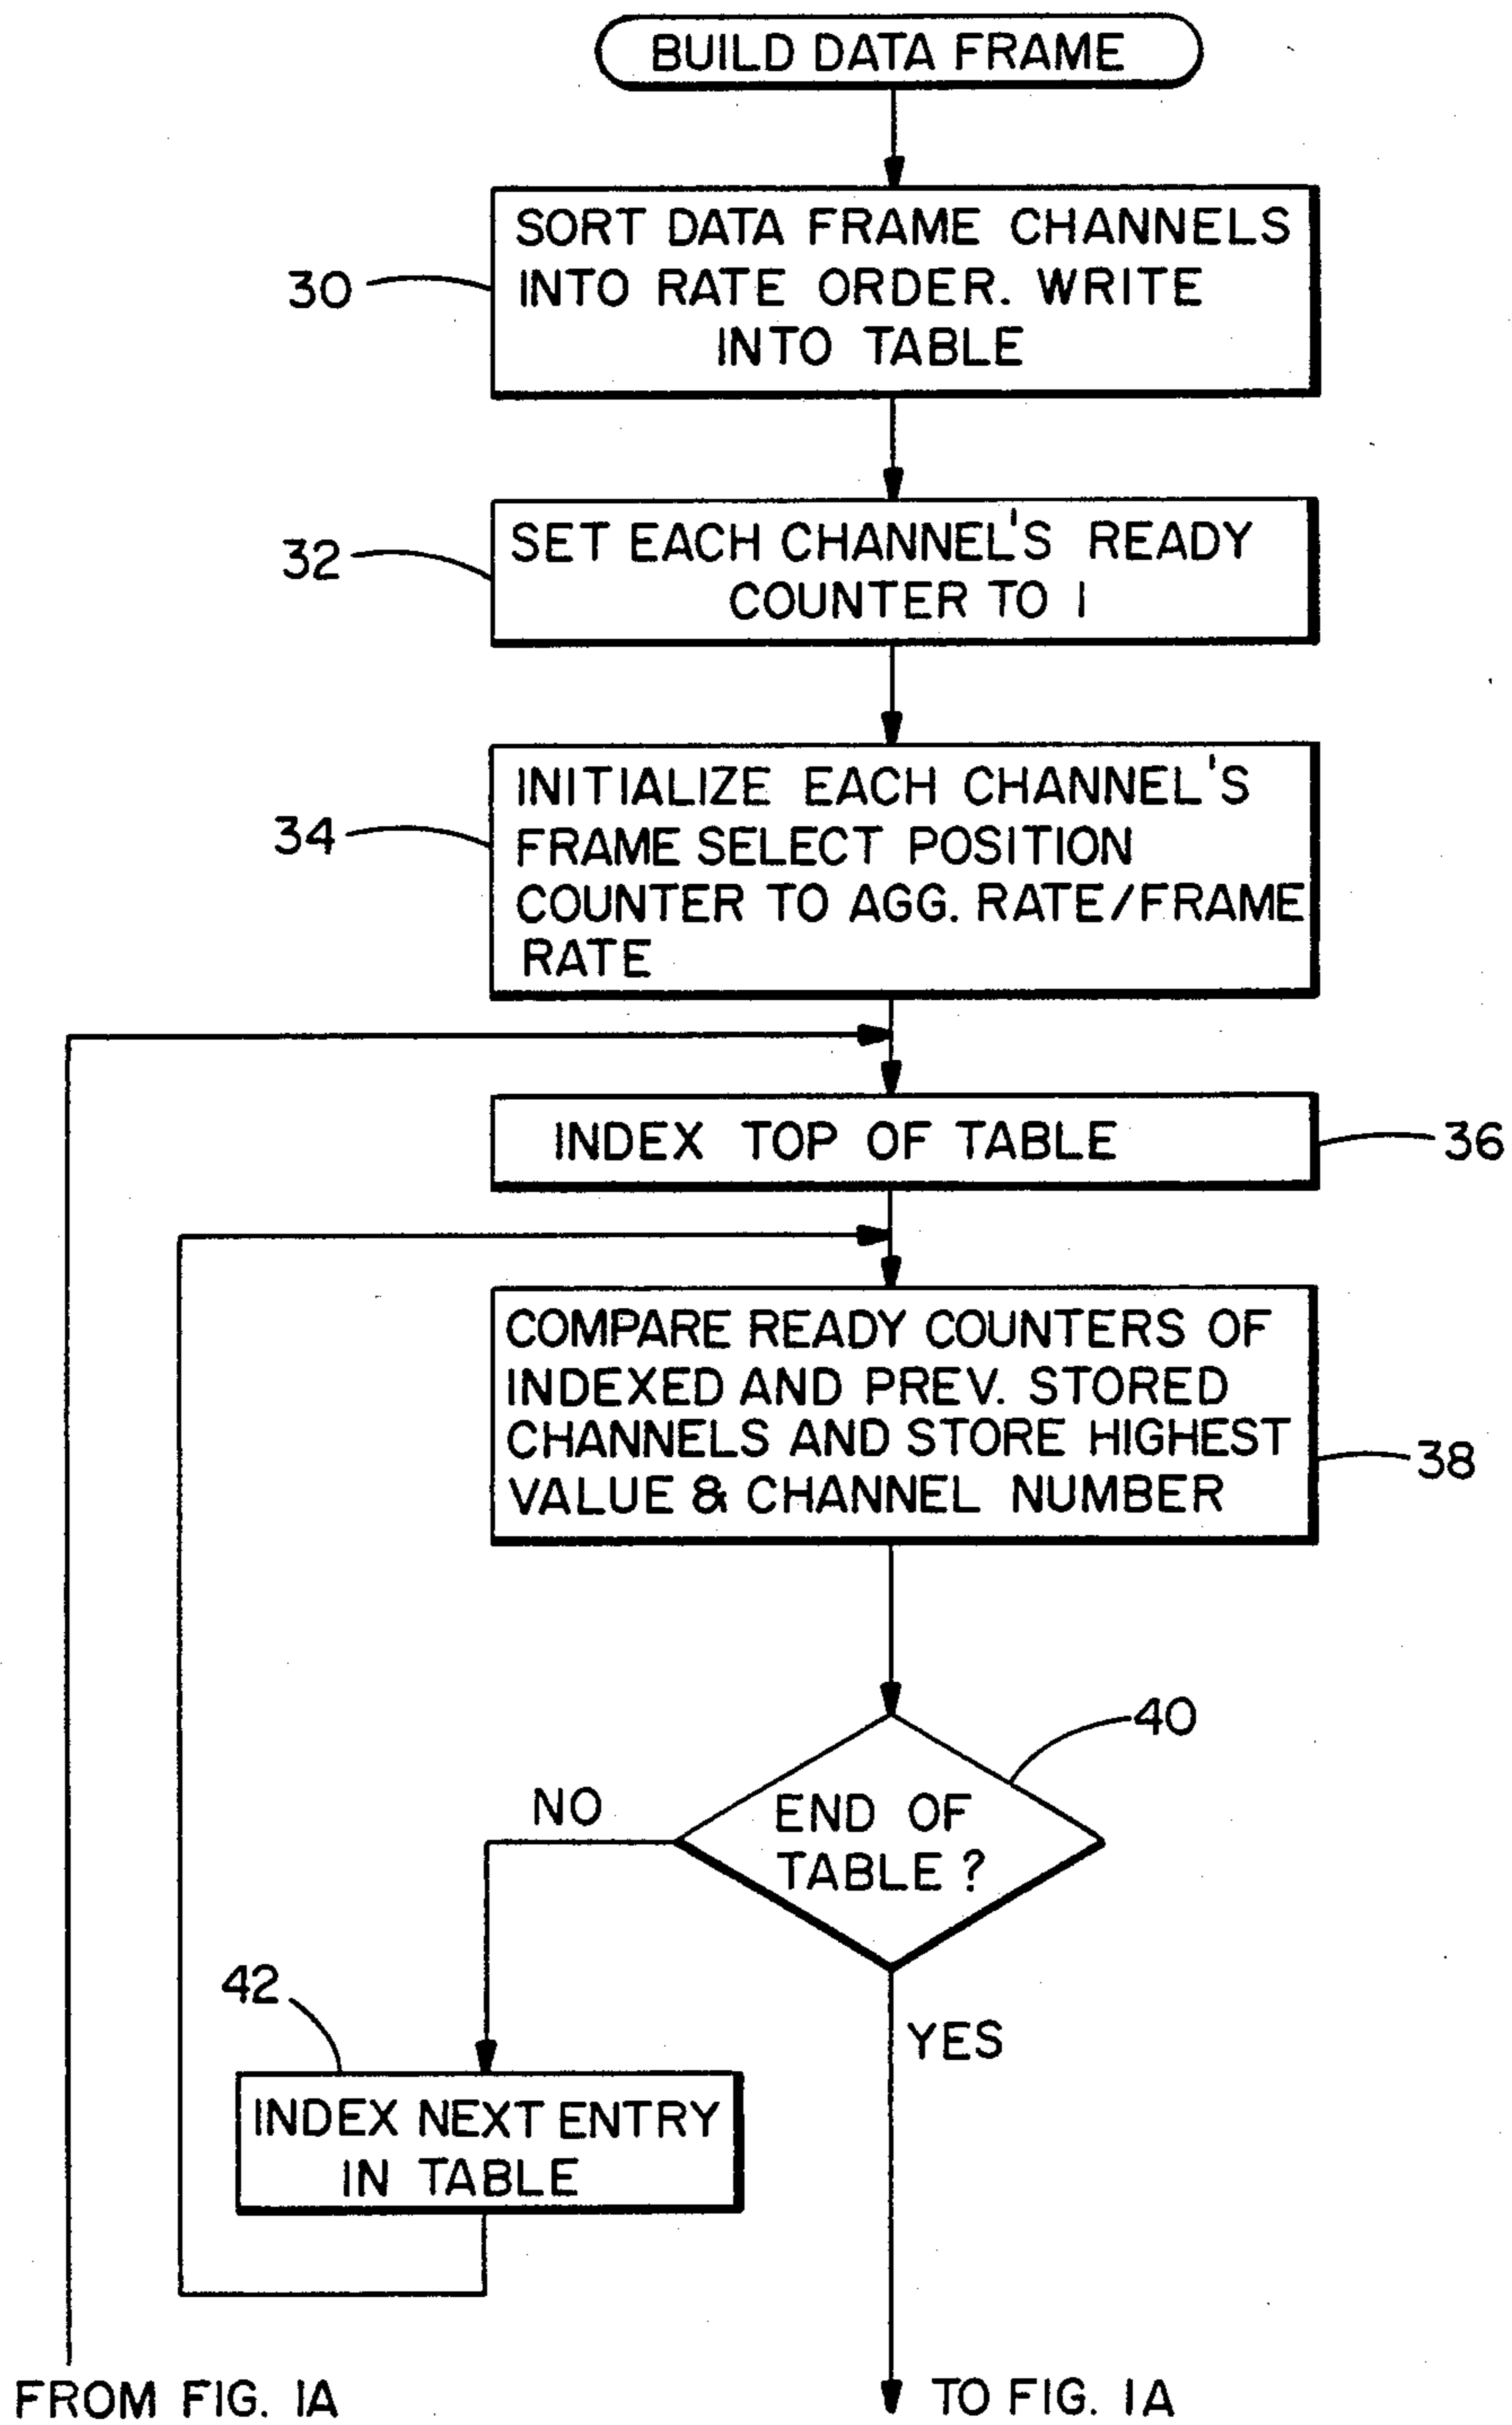 BUILD DATA FRAME
SORT DATA FRAME CHANNELS
INTO RATE ORDER. WRITE
INTO TABLE
30
SET EACH CHANNEL'S READY
COUNTER TO 1
32
INITIALIZE EACH CHANNEL'S
FRAME SELECT POSITION
COUNTER TO AGG. RATE/FRAME
RATE
34
INDEX TOP OF TABLE
36
COMPARE READY COUNTERS OF
INDEXED AND PREV. STORED
CHANNELS AND STORE HIGHEST
VALUE & CHANNEL NUMBER
38
40
END OF
TABLE ?
NO
YES
42
INDEX NEXT ENTRY
IN TABLE
FROM FIG. 1A
TO FIG. 1A